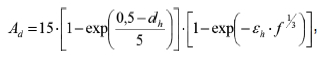 A_d = 15·[1 − exp((0,5 − d_h)/5)]·[1 − exp(−ε_h · f^{1/3})],